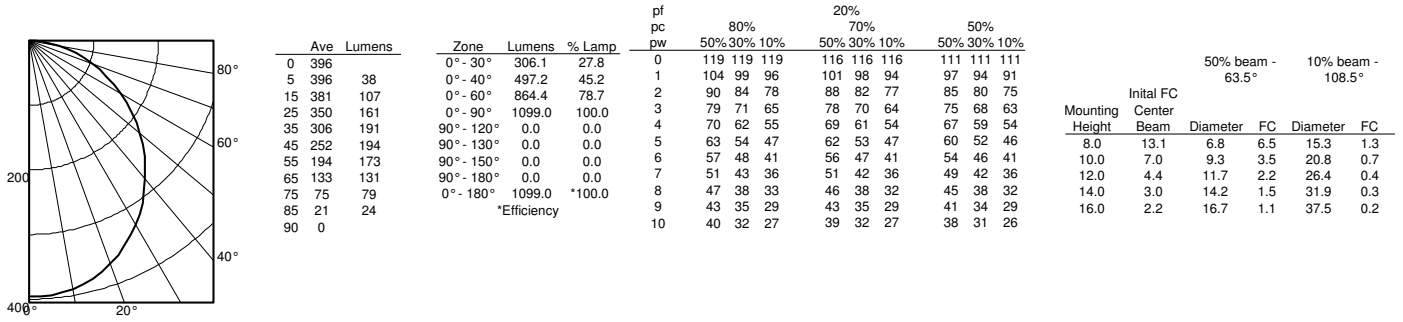 80°
60°
200
40°
400
0°
20°
Ave Lumens
0 396
5 396 38
15 381 107
25 350 161
35 306 191
45 252 194
55 194 173
65 133 131
75 75 79
85 21 24
90 0
Zone Lumens % Lamp
0° - 30° 306.1 27.8
0° - 40° 497.2 45.2
0° - 60° 864.4 78.7
0° - 90° 1099.0 100.0
90° - 120° 0.0 0.0
90° - 130° 0.0 0.0
90° - 150° 0.0 0.0
90° - 180° 0.0 0.0
0° - 180° 1099.0 *100.0
*Efficiency
pf 20%
pc 80% 70% 50%
pw 50% 30% 10% 50% 30% 10% 50% 30% 10%
0 119 119 119 116 116 116 111 111 111
1 104 99 96 101 98 94 97 94 91
2 90 84 78 88 82 77 85 80 75
3 79 71 65 78 70 64 75 68 63
4 70 62 55 69 61 54 67 59 54
5 63 54 47 62 53 47 60 52 46
6 57 48 41 56 47 41 54 46 41
7 51 43 36 51 42 36 49 42 36
8 47 38 33 46 38 32 45 38 32
9 43 35 29 43 35 29 41 34 29
10 40 32 27 39 32 27 38 31 26
50% beam - 10% beam -
63.5° 108.5°
Inital FC
Mounting Center
Height Beam Diameter FC Diameter FC
8.0 13.1 6.8 6.5 15.3 1.3
10.0 7.0 9.3 3.5 20.8 0.7
12.0 4.4 11.7 2.2 26.4 0.4
14.0 3.0 14.2 1.5 31.9 0.3
16.0 2.2 16.7 1.1 37.5 0.2